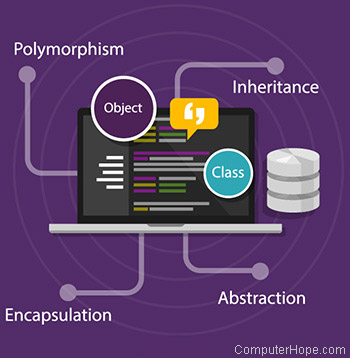 Polymorphism
Inheritance
Object
Class
Encapsulation
Abstraction
ComputerHope.com